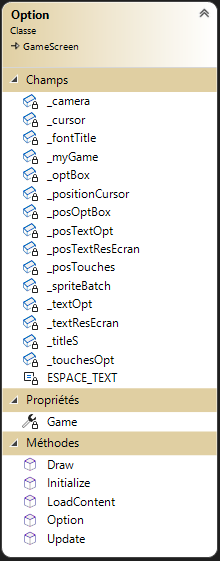 Option
Classe
GameScreen
Champs
_camera
_cursor
_fontTitle
_myGame
_optBox
_positionCursor
_posOptBox
_posTextOpt
_posTextResEcran
_posTouches
_spriteBatch
_textOpt
_textResEcran
_titleS
_touchesOpt
ESPACE_TEXT
Propriétés
Game
Méthodes
Draw
Initialize
LoadContent
Option
Update